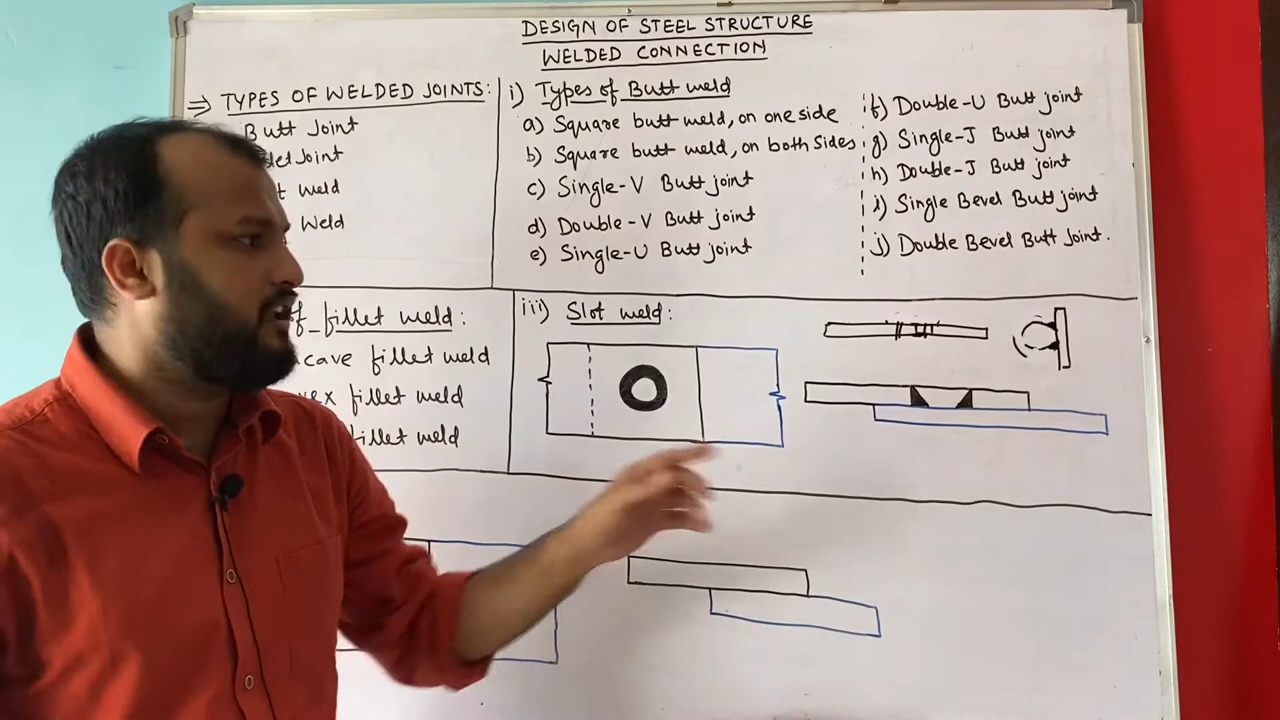 DESIGN OF STEEL STRUCTURE
WELDED CONNECTION
⇒ TYPES OF WELDED JOINTS:
Butt Joint
Joint
Weld
Weld
i) Types of Butt weld
a) Square butt weld, on one side
b) Square butt weld, on both Sides
c) Single-V Butt joint
d) Double-V Butt joint
e) Single-U Butt joint
f) Double-U Butt joint
g) Single-J Butt joint
h) Double-J Butt joint
i) Single Bevel Butt joint
j) Double Bevel Butt Joint.
of fillet weld:
fillet weld
fillet weld
fillet weld
iii) Slot weld: